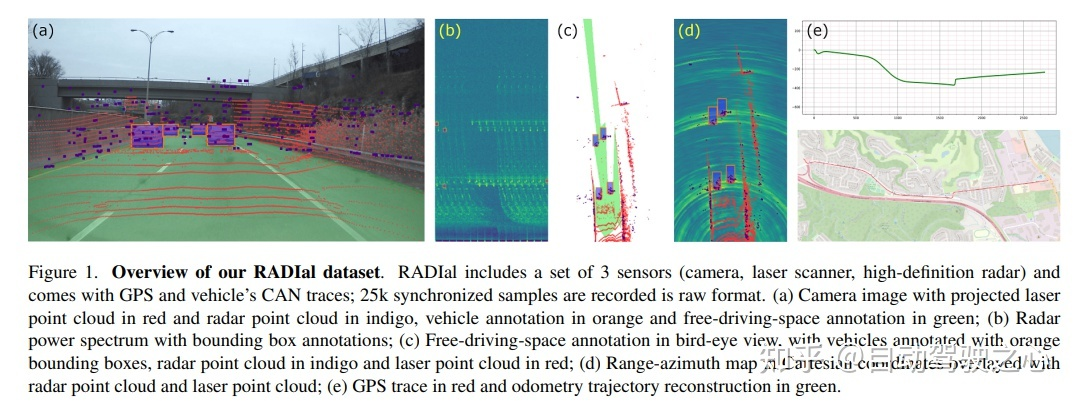 (a) (b) (c) (d) (e)
Figure 1. Overview of our RADIal dataset. RADIal includes a set of 3 sensors (camera, laser scanner, high-definition radar) and
comes with GPS and vehicle's CAN traces; 25k synchronized samples are recorded is raw format. (a) Camera image with projected laser
point cloud in red and radar point cloud in indigo, vehicle annotation in orange and free-driving-space annotation in green; (b) Radar
power spectrum with bounding box annotations; (c) Free-driving-space annotation in bird-eye view, with vehicles annotated with orange
bounding boxes, radar point cloud in indigo and laser point cloud in red; (d) Range-azimuth map in Cartesian coordinates overlayed with
radar point cloud and laser point cloud; (e) GPS trace in red and odometry trajectory reconstruction in green.
知乎 @自动驾驶之心